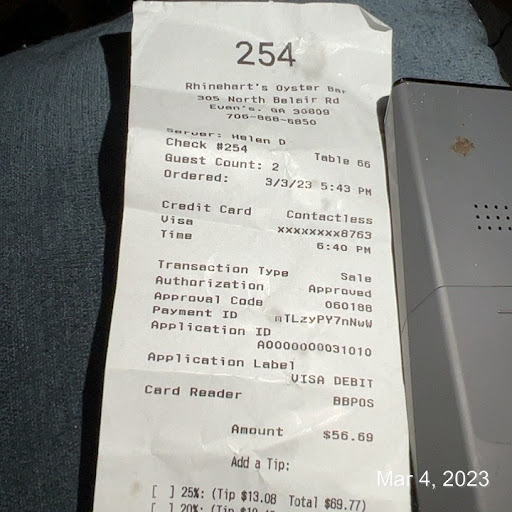 254
Rhinehart's Oyster Bar
305 North Belair Rd
Evan's, GA 30809
706-868-6850
Server: Helen D
Check #254 Table 66
Guest Count: 2
Ordered: 3/3/23 5:43 PM
Credit Card Contactless
Visa xxxxxxxx8763
Time 6:40 PM
Transaction Type Sale
Authorization Approved
Approval Code 060188
Payment ID mTLzyPY7nNwW
Application ID
A0000000031010
Application Label
VISA DEBIT
Card Reader BBPOS
Amount $56.69
Add a Tip:
[ ] 25%: (Tip $13.08 Total $69.77)
[ ] 20%: (Tip
Mar 4, 2023